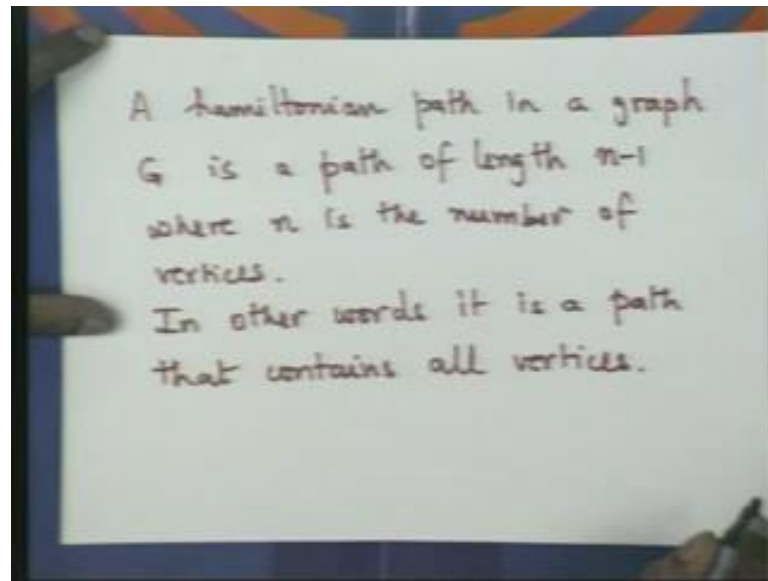 A hamiltonian path in a graph
G is a path of length n-1
where n is the number of
vertices.
In other words it is a path
that contains all vertices.